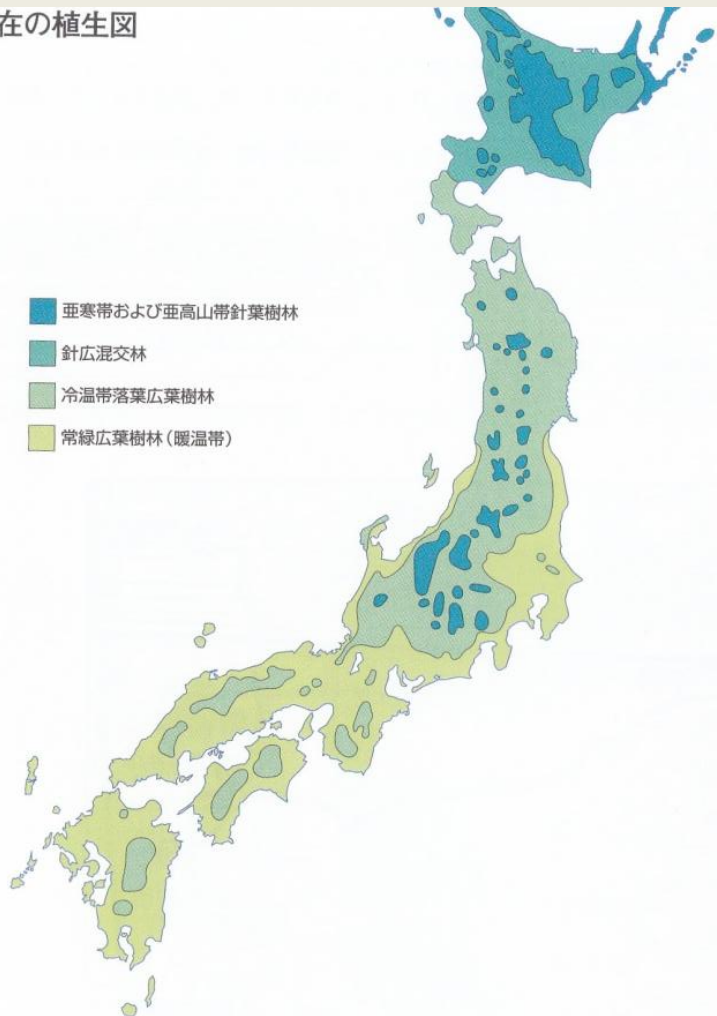 在の植生図
亜寒帯および亜高山帯針葉樹林
針広混交林
冷温帯落葉広葉樹林
常緑広葉樹林（暖温帯）